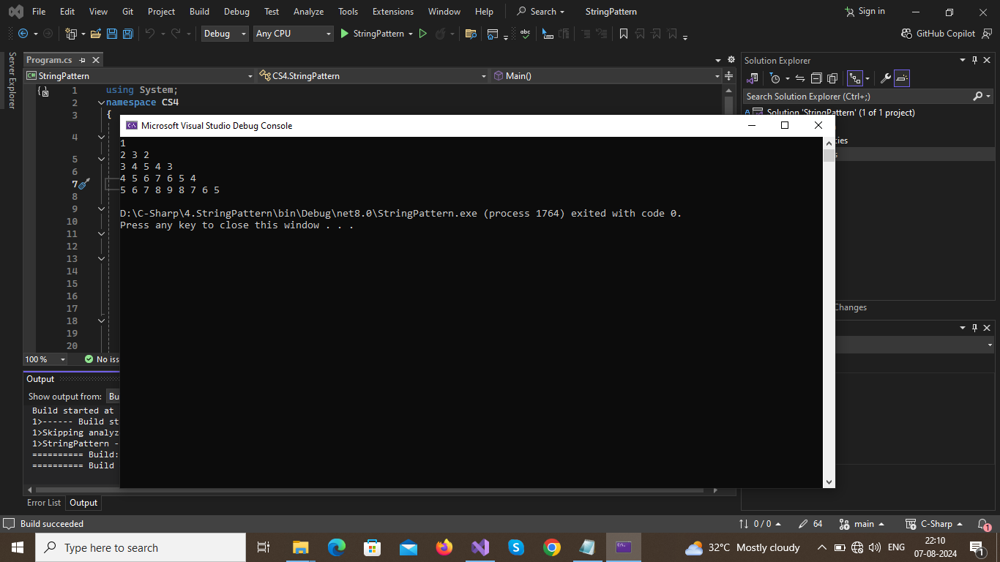 File Edit View Git Project Build Debug Test Analyze Tools Extensions Window Help Search StringPattern Sign in
Debug Any CPU StringPattern abc GitHub Copilot
Server Explorer
Program.cs
C# StringPattern CS4.StringPattern Main()
1 using System;
2 namespace CS4
3 {
4
5
6
7
8
9
10
11
12
13
14
15
16
17
18
19
20
100 % No iss
Microsoft Visual Studio Debug Console
1
2 3 2
3 4 5 4 3
4 5 6 7 6 5 4
5 6 7 8 9 8 7 6 5
D:\C-Sharp\4.StringPattern\bin\Debug\net8.0\StringPattern.exe (process 1764) exited with code 0.
Press any key to close this window . . .
Solution Explorer
Search Solution Explorer (Ctrl+;)
Solution 'StringPattern' (1 of 1 project)
cies
s
Changes
Output
Show output from: Bu
Build started at
1>------ Build st
1>Skipping analyz
1>StringPattern -
========== Build:
========== Build
Error List Output
Build succeeded 0 / 0 64 main C-Sharp 1
Type here to search 32°C Mostly cloudy ENG 22:10
07-08-2024 1